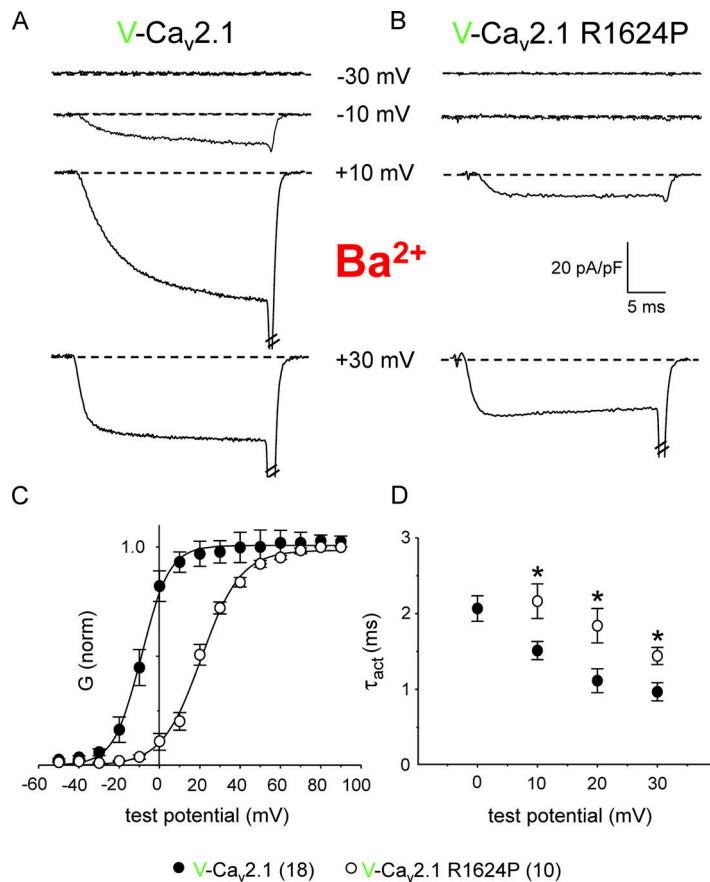 A
V-Cav2.1
B
V-Cav2.1 R1624P
-30 mV
-10 mV
+10 mV
Ba2+
20 pA/pF
5 ms
+30 mV
C
1.0
G (norm)
-60 -40 -20 0 20 40 60 80 100
test potential (mV)
D
3
2
1
0
τact (ms)
* * *
0 10 20 30
test potential (mV)
V-Cav2.1 (18)
V-Cav2.1 R1624P (10)